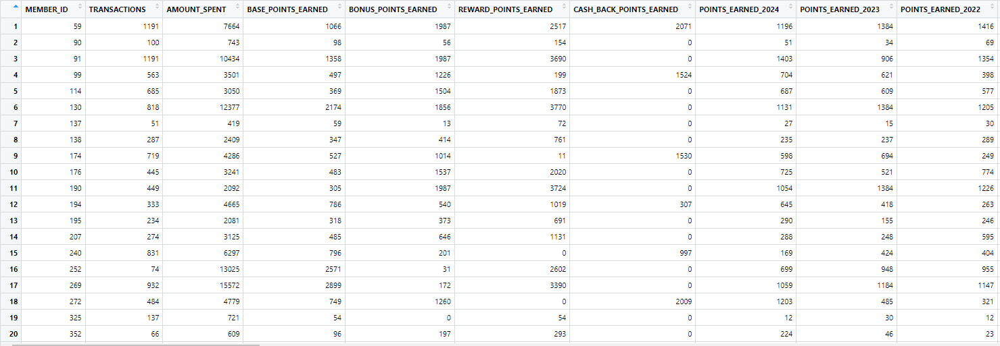 MEMBER_ID TRANSACTIONS AMOUNT_SPENT BASE_POINTS_EARNED BONUS_POINTS_EARNED REWARD_POINTS_EARNED CASH_BACK_POINTS_EARNED POINTS_EARNED_2024 POINTS_EARNED_2023 POINTS_EARNED_2022
1 59 1191 7664 1066 1987 2517 2071 1196 1384 1416
2 90 100 743 98 56 154 0 51 34 69
3 91 1191 10434 1358 1987 3690 0 1403 906 1354
4 99 563 3501 497 1226 199 1524 704 621 398
5 114 685 3050 369 1504 1873 0 687 609 577
6 130 818 12377 2174 1856 3770 0 1131 1384 1205
7 137 51 419 59 13 72 0 27 15 30
8 138 287 2409 347 414 761 0 235 237 289
9 174 719 4286 527 1014 11 1530 598 694 249
10 176 445 3241 483 1537 2020 0 725 521 774
11 190 449 2092 305 1987 3724 0 1054 1384 1226
12 194 333 4665 786 540 1019 307 645 418 263
13 195 234 2081 318 373 691 0 290 155 246
14 207 274 3125 485 646 1131 0 288 248 595
15 240 831 6297 796 201 0 997 169 424 404
16 252 74 13025 2571 31 2602 0 699 948 955
17 269 932 15572 2899 172 3390 0 1059 1184 1147
18 272 484 4779 749 1260 0 2009 1203 485 321
19 325 137 721 54 0 54 0 12 30 12
20 352 66 609 96 197 293 0 224 46 23